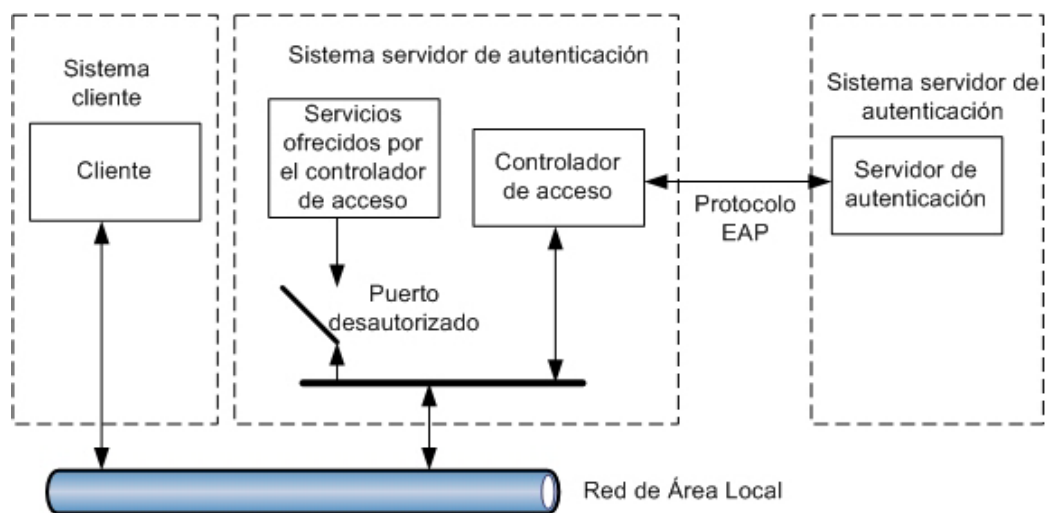 Sistema
cliente
Cliente
Sistema servidor de autenticación
Servicios
ofrecidos por
el controlador
de acceso
Controlador
de acceso
Puerto
desautorizado
Protocolo
EAP
Sistema servidor de
autenticación
Servidor de
autenticación
Red de Área Local